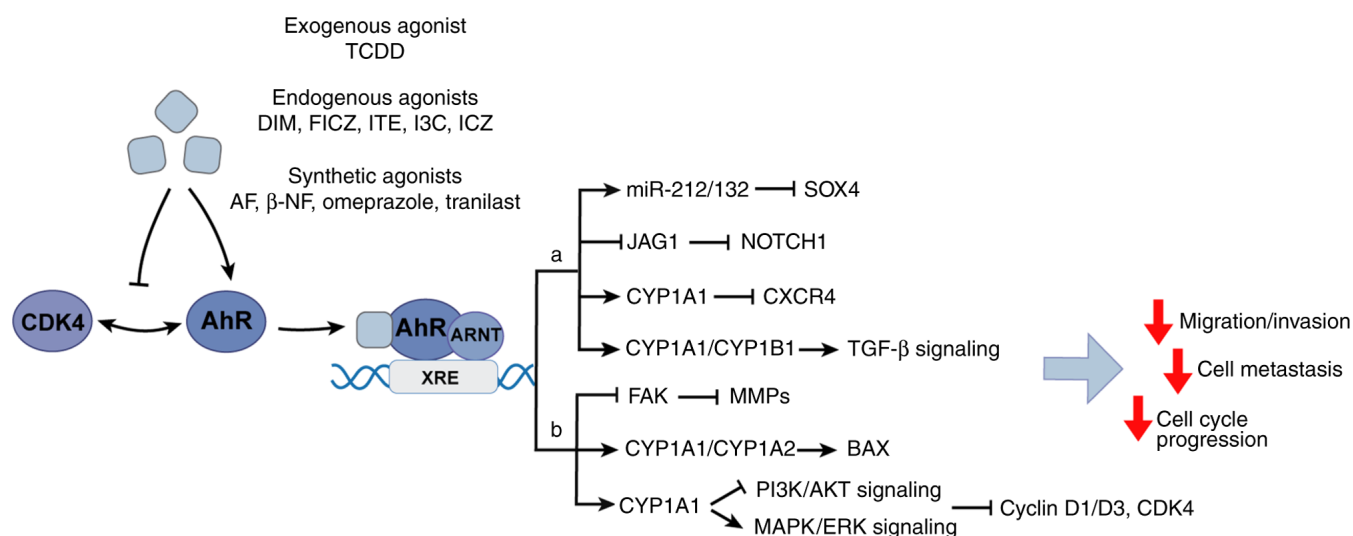 Exogenous agonist
TCDD
Endogenous agonists
DIM, FICZ, ITE, I3C, ICZ
Synthetic agonists
AF, β-NF, omeprazole, tranilast
CDK4
AhR
AhR
ARNT
XRE
a
miR-212/132
SOX4
JAG1
NOTCH1
CYP1A1
CXCR4
CYP1A1/CYP1B1
TGF-β signaling
b
FAK
MMPs
CYP1A1/CYP1A2
BAX
CYP1A1
PI3K/AKT signaling
MAPK/ERK signaling
Cyclin D1/D3, CDK4
Migration/invasion
Cell metastasis
Cell cycle
progression